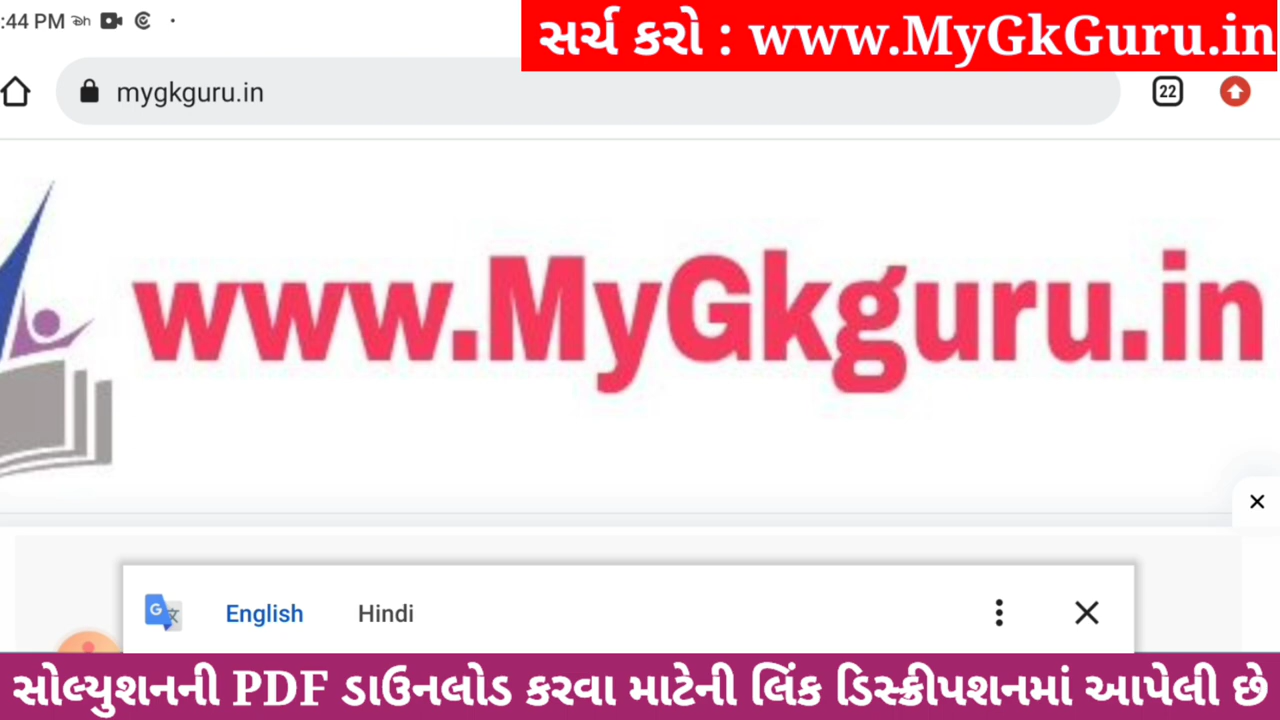 :44 PM
સર્ચ કરો : www.MyGkGuru.in
mygkguru.in
22
www.MyGkguru.in
English Hindi
સોલ્યુશનની PDF ડાઉનલોડ કરવા માટેની લિંક ડિસ્ક્રીપશનમાં આપેલી છે